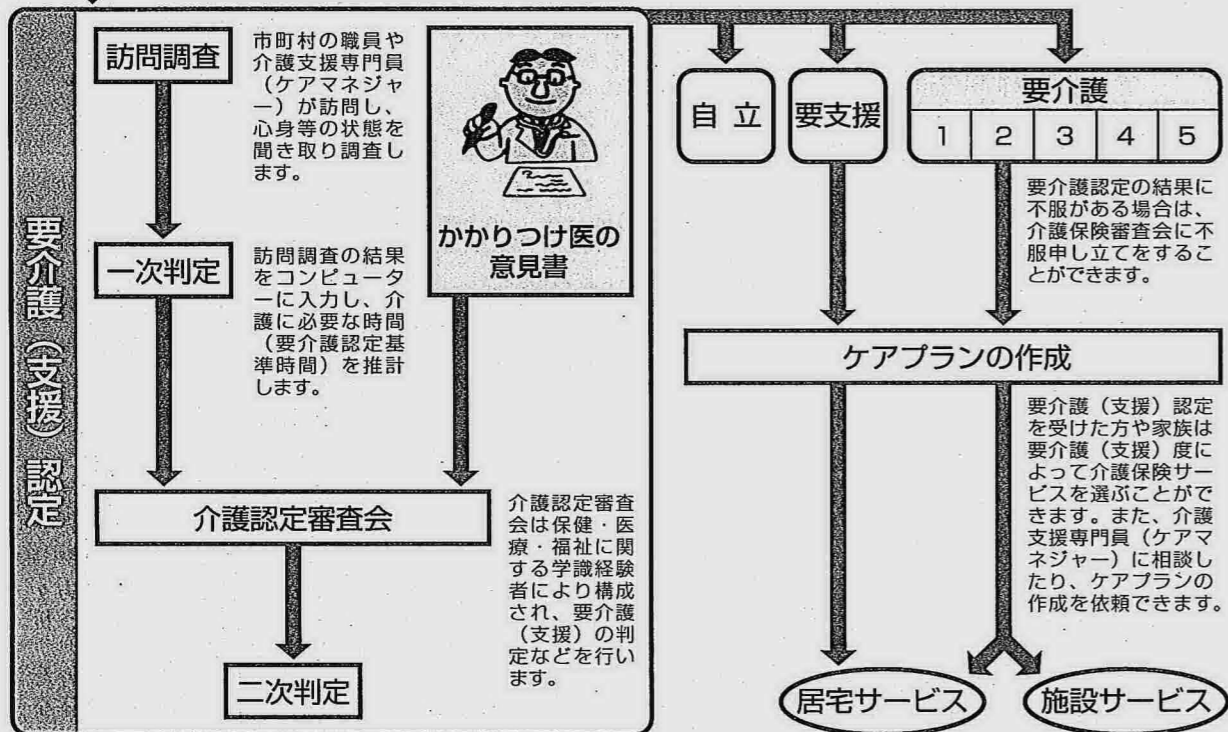 要介護(支援)認定
訪問調査
市町村の職員や
介護支援専門員
(ケアマネジャ
ー)が訪問し、
心身等の状態を
聞き取り調査し
ます。
一次判定
訪問調査の結果
をコンピュータ
ーに入力し、介
護に必要な時間
(要介護認定基
準時間)を推計
します。
かかりつけ医の
意見書
介護認定審査会
介護認定審査
会は保健・医
療・福祉に関
する学識経験
者により構成
され、要介護
(支援)の判
定などを行い
ます。
二次判定
自立
要支援
要介護
1 2 3 4 5
要介護認定の結果に
不服がある場合は、
介護保険審査会に不
服申し立てをするこ
とができます。
ケアプランの作成
要介護(支援)認定
を受けた方や家族は
要介護(支援)度に
よって介護保険サー
ビスを選ぶことがで
きます。また、介護
支援専門員(ケアマ
ネジャー)に相談し
たり、ケアプランの
作成を依頼できます。
居宅サービス
施設サービス